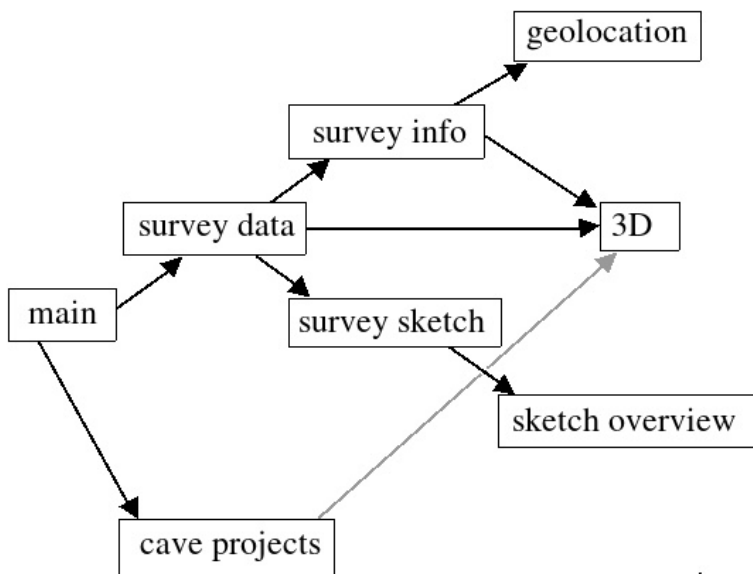 geolocation
survey info
survey data
3D
main
survey sketch
sketch overview
cave projects